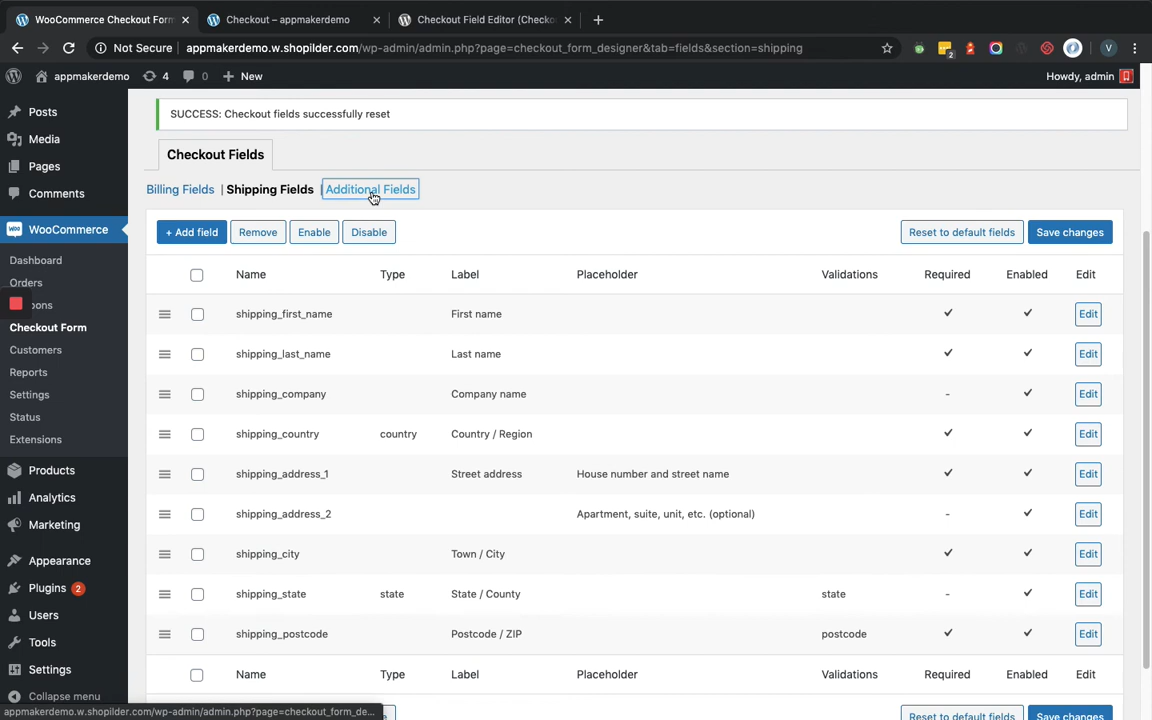 WooCommerce Checkout Form
Checkout – appmakerdemo
Checkout Field Editor (Checko
Not Secure
appmakerdemo.w.shopilder.com/wp-admin/admin.php?page=checkout_form_designer&tab=fields&section=shipping
2
V
appmakerdemo
4
0
New
Howdy, admin
Posts
Media
Pages
Comments
WooCommerce
Dashboard
Orders
pons
Checkout Form
Customers
Reports
Settings
Status
Extensions
Products
Analytics
Marketing
Appearance
Plugins 2
Users
Tools
Settings
Collapse menu
SUCCESS: Checkout fields successfully reset
Checkout Fields
Billing Fields | Shipping Fields | Additional Fields
+ Add field Remove Enable Disable Reset to default fields Save changes
Name Type Label Placeholder Validations Required Enabled Edit
shipping_first_name First name Edit
shipping_last_name Last name Edit
shipping_company Company name - Edit
shipping_country country Country / Region Edit
shipping_address_1 Street address House number and street name Edit
shipping_address_2 Apartment, suite, unit, etc. (optional) - Edit
shipping_city Town / City Edit
shipping_state state State / County state - Edit
shipping_postcode Postcode / ZIP postcode Edit
Name Type Label Placeholder Validations Required Enabled Edit
Reset to default fields Save changes
appmakerdemo.w.shopilder.com/wp-admin/admin.php?page=checkout_form_de...